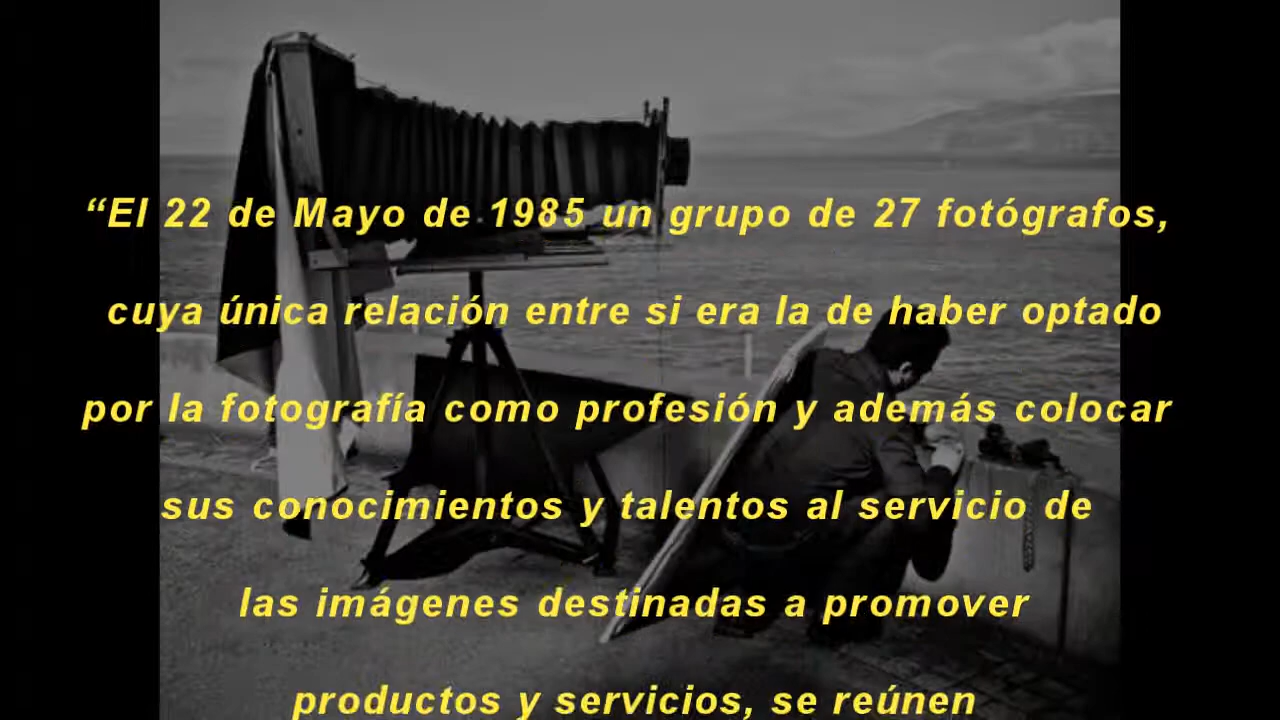 “El 22 de Mayo de 1985 un grupo de 27 fotógrafos,
cuya única relación entre si era la de haber optado
por la fotografía como profesión y además colocar
sus conocimientos y talentos al servicio de
las imágenes destinadas a promover
productos y servicios, se reúnen